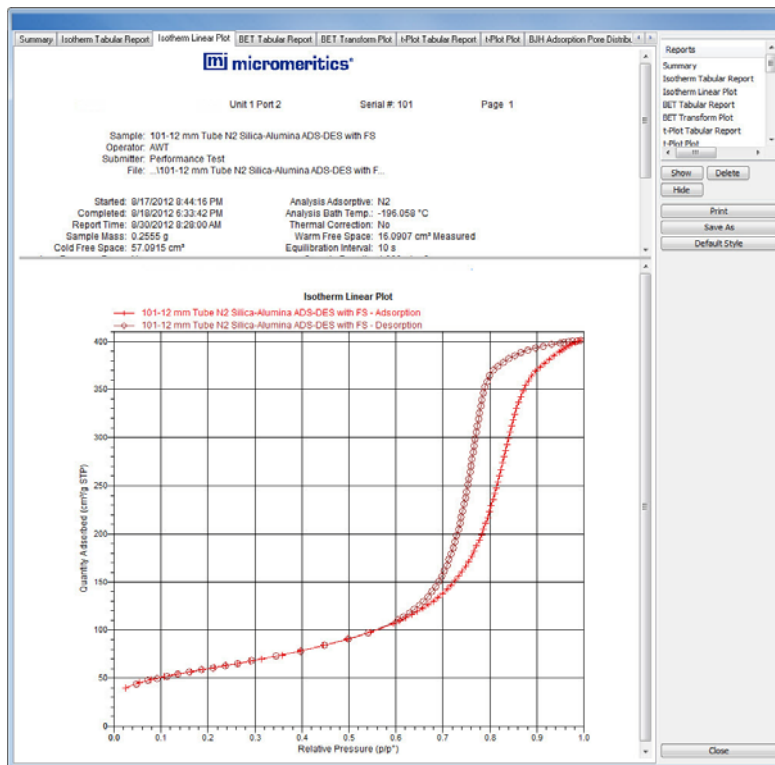 Summary Isotherm Tabular Report Isotherm Linear Plot BET Tabular Report BET Transform Plot t-Plot Tabular Report t-Plot Plot BJH Adsorption Pore Distribu
mi micromeritics®
Unit 1 Port 2 Serial #: 101 Page 1
Sample: 101-12 mm Tube N2 Silica-Alumina ADS-DES with FS
Operator: AWT
Submitter: Performance Test
File: ...\101-12 mm Tube N2 Silica-Alumina ADS-DES with F...
Started: 8/17/2012 8:44:16 PM Analysis Adsorptive: N2
Completed: 8/18/2012 6:33:42 PM Analysis Bath Temp.: -196.058 °C
Report Time: 8/30/2012 8:28:00 AM Thermal Correction: No
Sample Mass: 0.2555 g Warm Free Space: 16.0907 cm³ Measured
Cold Free Space: 57.0915 cm³ Equilibration Interval: 10 s
Isotherm Linear Plot
101-12 mm Tube N2 Silica-Alumina ADS-DES with FS - Adsorption
101-12 mm Tube N2 Silica-Alumina ADS-DES with FS - Desorption
Quantity Adsorbed (cm³/g STP)
400
350
300
250
200
150
100
50
0
0.0 0.1 0.2 0.3 0.4 0.5 0.6 0.7 0.8 0.9 1.0
Relative Pressure (p/p°)
Reports
Summary
Isotherm Tabular Report
Isotherm Linear Plot
BET Tabular Report
BET Transform Plot
t-Plot Tabular Report
t-Plot Plot
Show Delete
Hide
Print
Save As
Default Style
Close